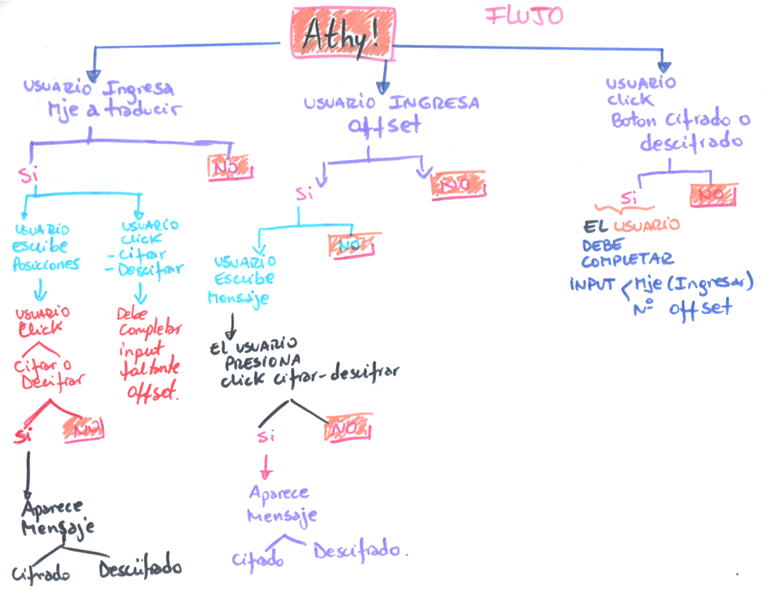 FLUJO
Athy!
USUARIO Ingresa
Mje a traducir
Si
NO
USUARIO
Escribe
Posiciones
USUARIO
Click
- Cifrar
- Descifrar
USUARIO
Click
Cifrar o
Decifrar
Si
NO
Aparece
Mensaje
Cifrado
Descifrado
Debe
Completar
input
faltante
offset.
USUARIO INGRESA
Offset
Si
NO
NO
USUARIO
Escribe
Mensaje
EL USUARIO
PRESIONA
Click cifrar-descifrar
Si
NO
Aparece
Mensaje
Cifrado
Descifrado.
USUARIO
click
Boton Cifrado o
descifrado
Si
NO
EL USUARIO
DEBE
COMPLETAR
INPUT < Mje (Ingresar)
Nº offset